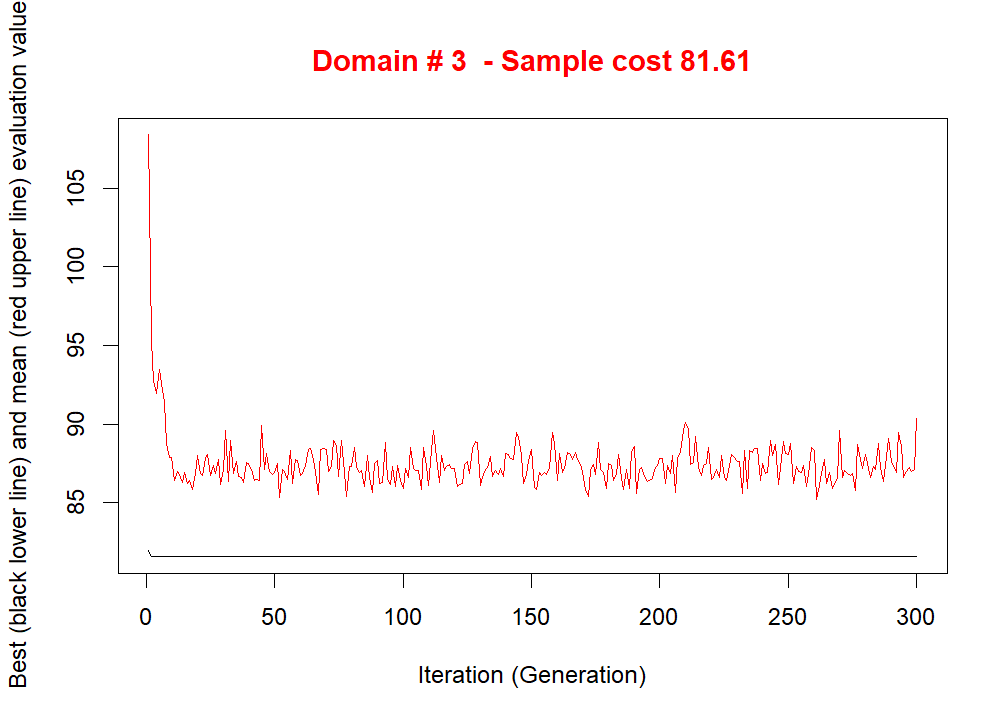 Domain # 3  - Sample cost 81.61
Best (black lower line) and mean (red upper line) evaluation value
105
100
95
90
85
0 50 100 150 200 250 300
Iteration (Generation)